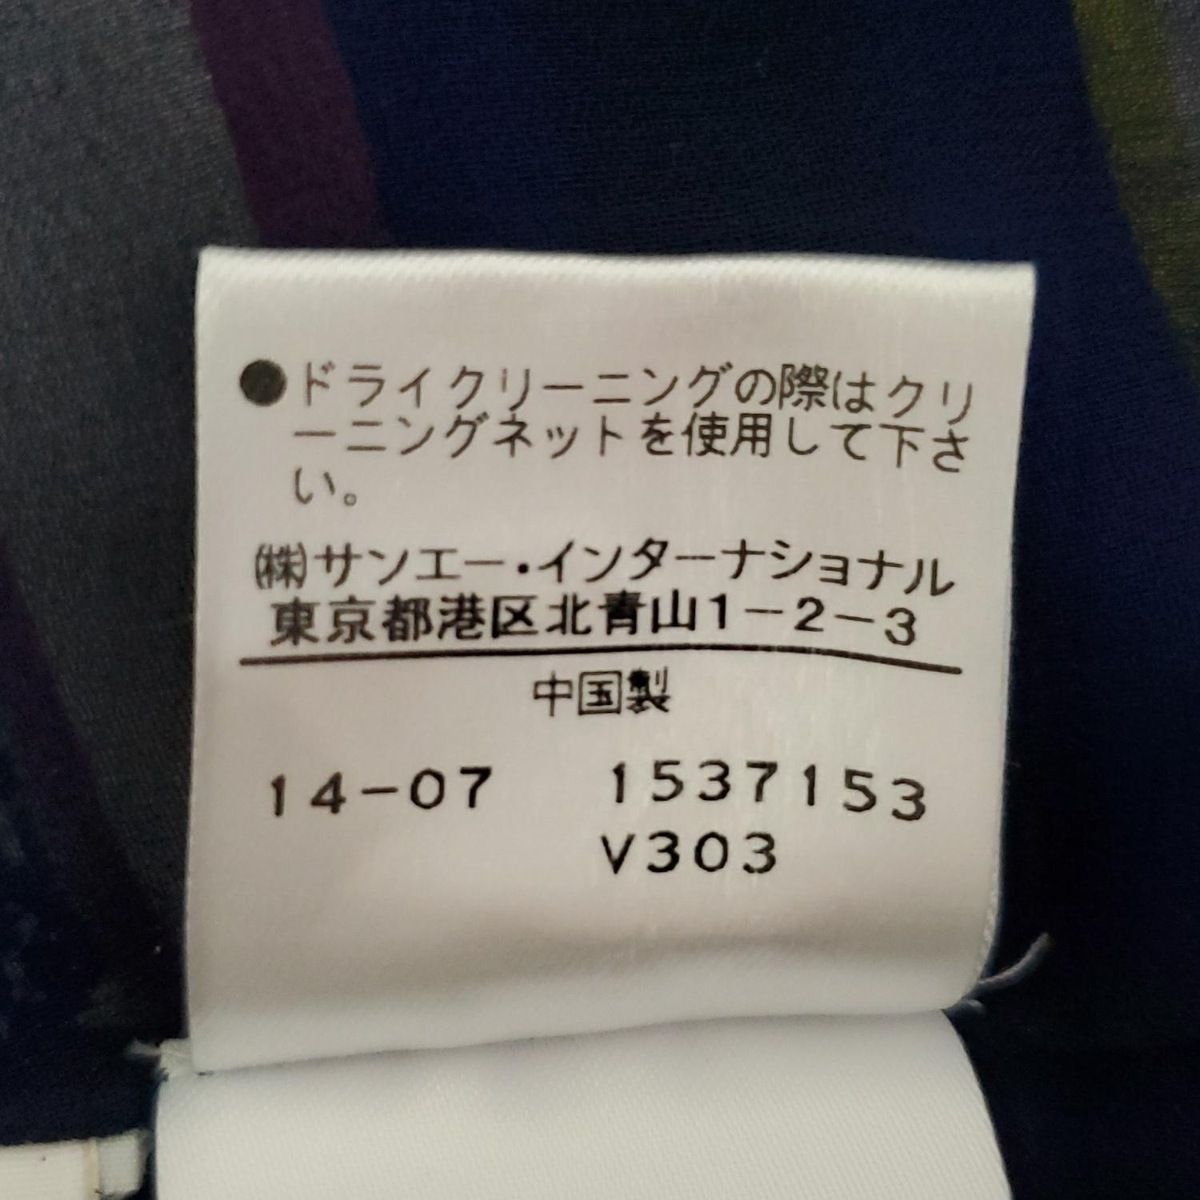 ●ドライクリーニングの際はクリ
ーニングネットを使用して下さ
い。
㈱サンエー・インターナショナル
東京都港区北青山1-2-3
中国製
14-07 1537153
V303